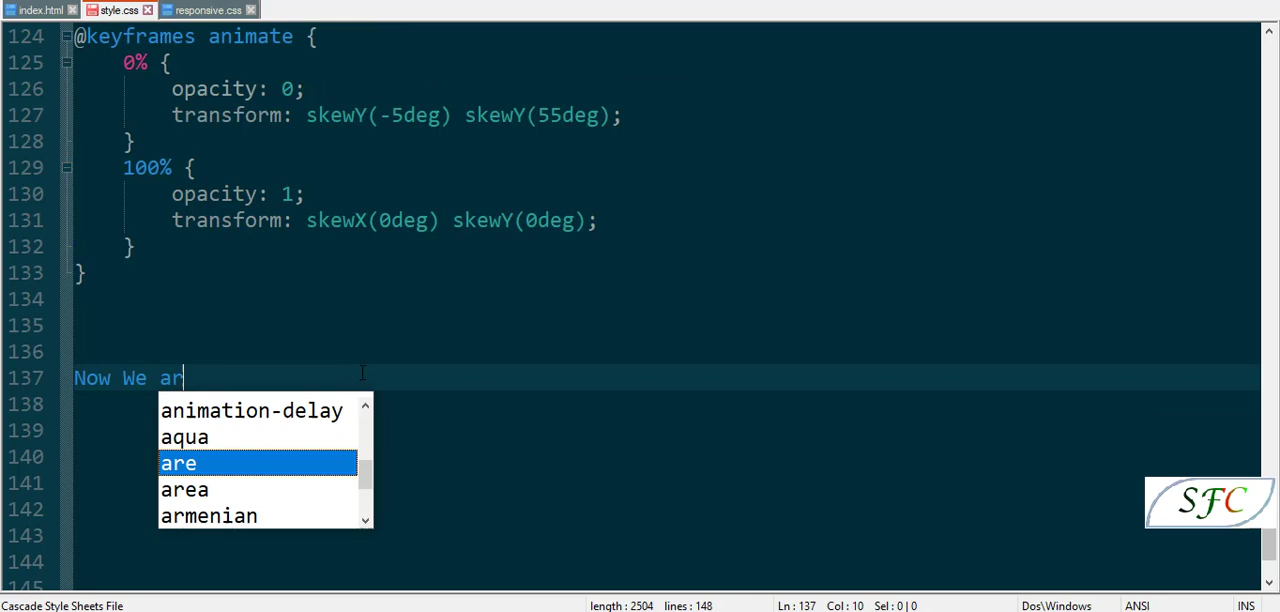 index.html style.css responsive.css
124 @keyframes animate {
125 0% {
126 opacity: 0;
127 transform: skewY(-5deg) skewY(55deg);
128 }
129 100% {
130 opacity: 1;
131 transform: skewX(0deg) skewY(0deg);
132 }
133 }
134
135
136
137 Now We ar
138 animation-delay
139 aqua
140 are
141 area
142 armenian
143
144
145
SFC
Cascade Style Sheets File length : 2504 lines : 148 Ln : 137 Col : 10 Sel : 0 | 0 Dos\Windows ANSI INS